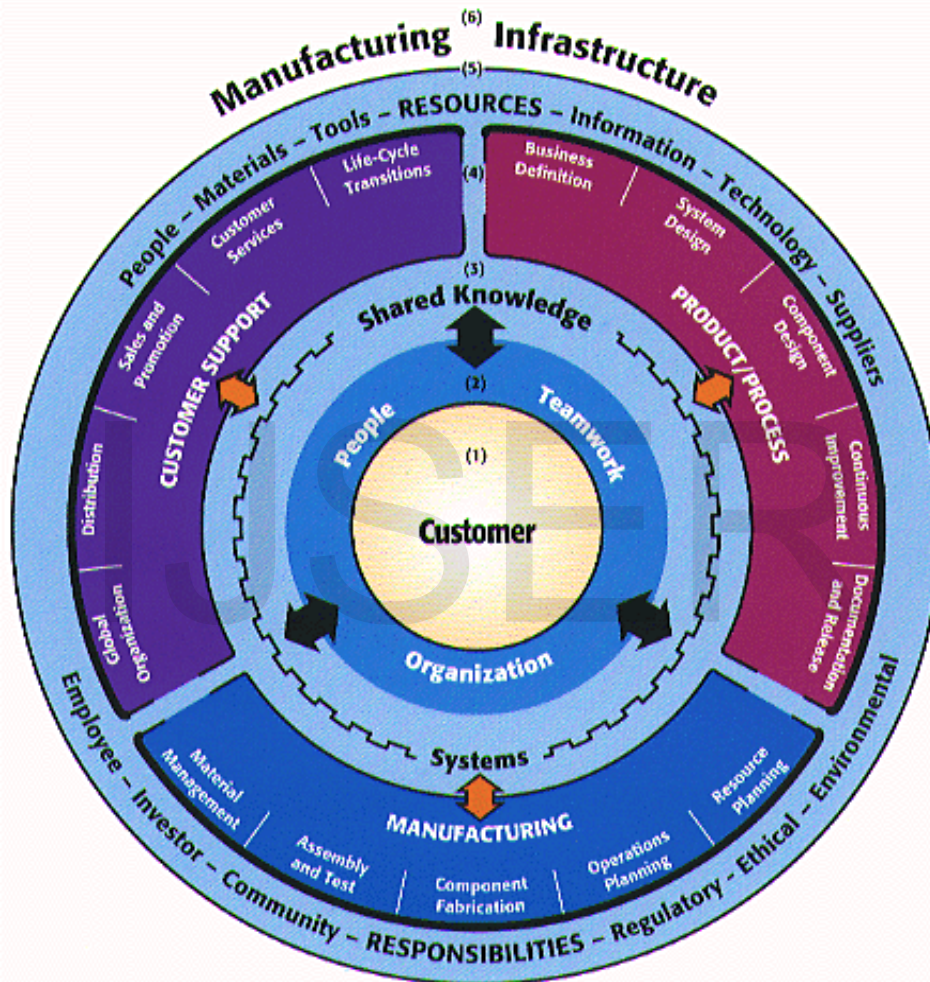 (6)
Manufacturing Infrastructure
(5)
People – Materials – Tools – RESOURCES – Information – Technology – Suppliers
(4)
Life-Cycle
Transitions
Customer
Services
Sales and
Promotion
Distribution
Global
Organization
CUSTOMER SUPPORT
Business
Definition
System
Design
Component
Design
Continuous
Improvement
Documentation
and Release
PRODUCT/PROCESS
(3)
Shared Knowledge
(2)
People
Teamwork
(1)
Customer
Organization
Systems
MANUFACTURING
Material
Management
Assembly
and Test
Component
Fabrication
Operations
Planning
Resource
Planning
Employee – Investor – Community – RESPONSIBILITIES – Regulatory - Ethical – Environmental
IJSER